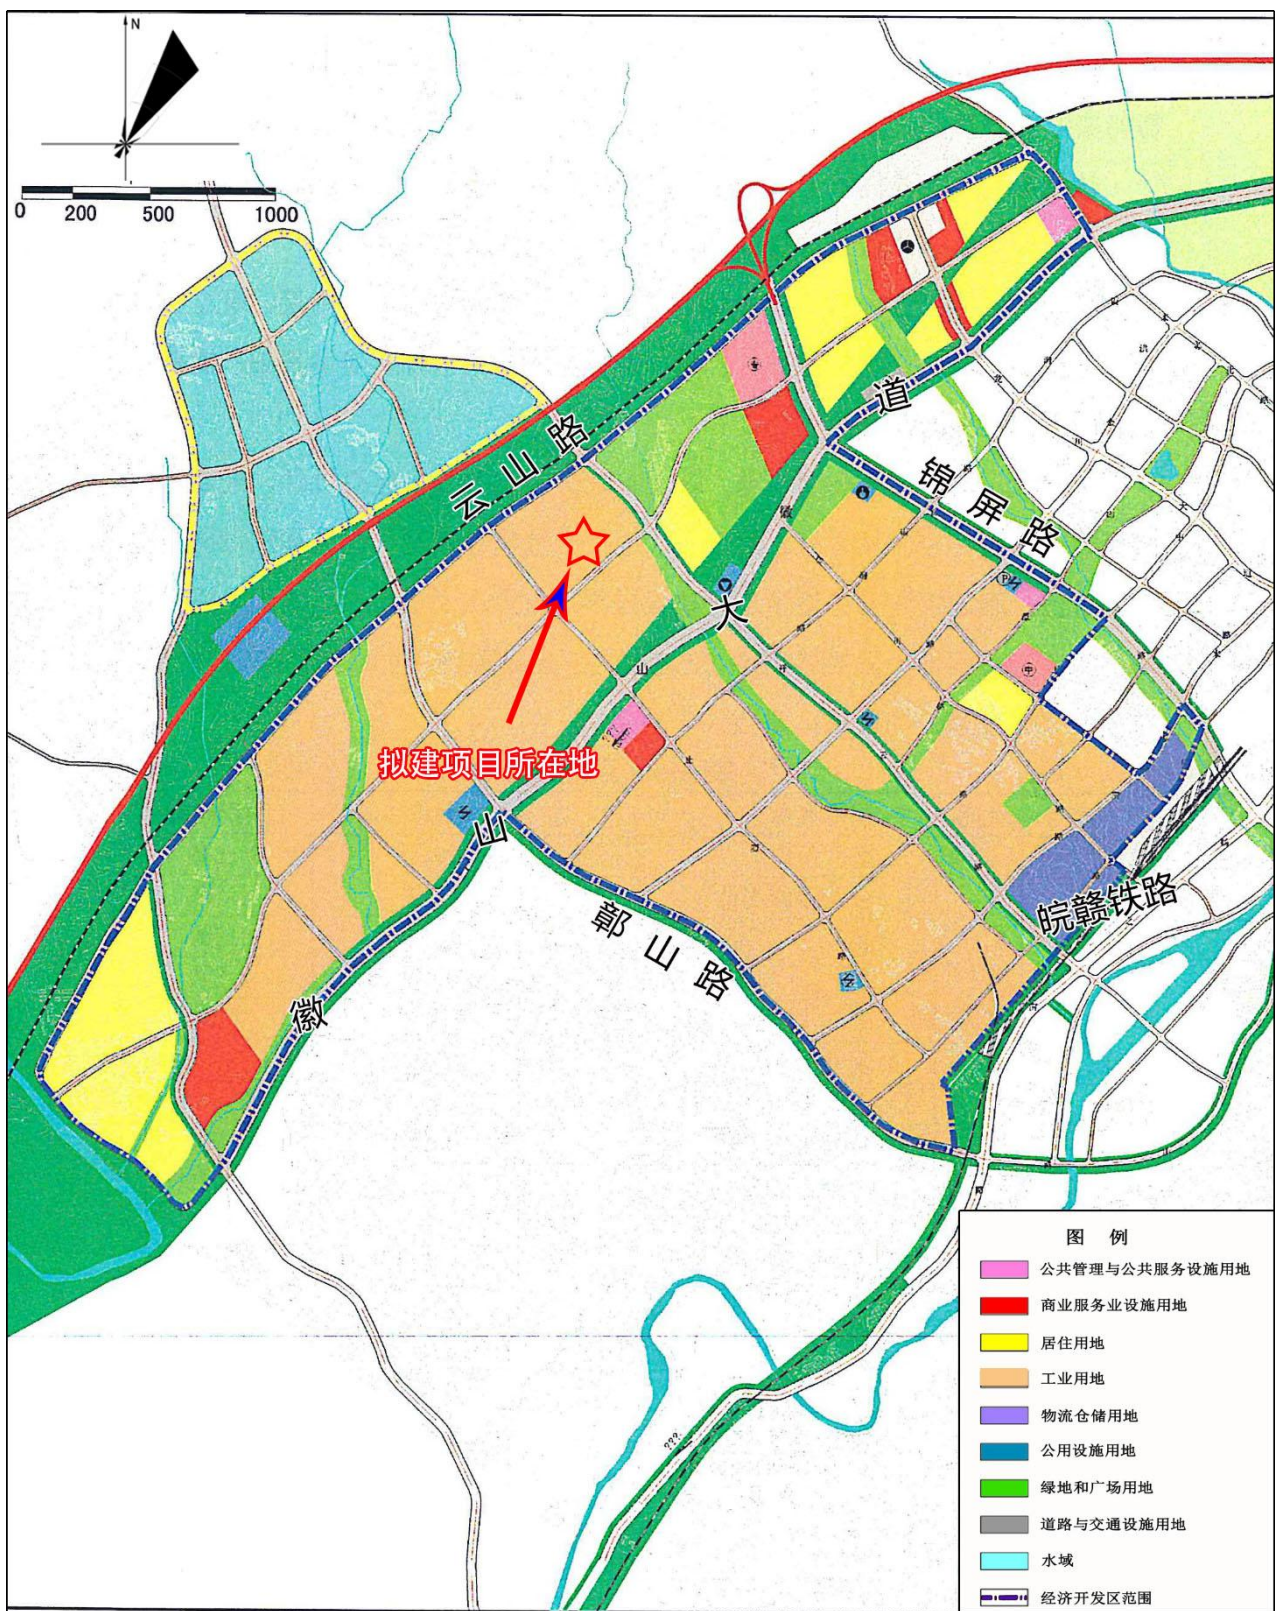 N
0 200 500 1000
云山路
道
锦屏路
大
山
P
中
拟建项目所在地
山
皖赣铁路
鄣山路
徽
???
图 例
公共管理与公共服务设施用地
商业服务业设施用地
居住用地
工业用地
物流仓储用地
公用设施用地
绿地和广场用地
道路与交通设施用地
水域
经济开发区范围